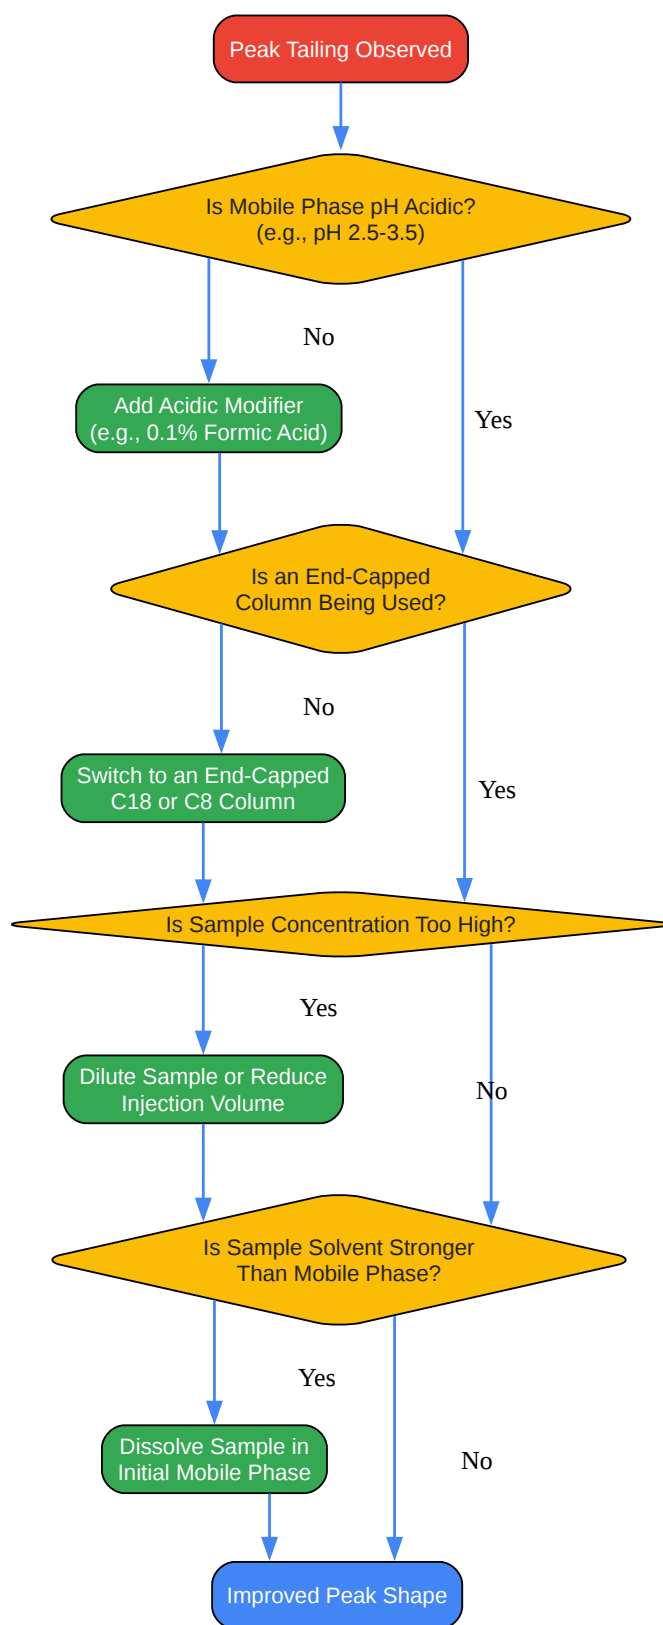 Peak Tailing Observed
Is Mobile Phase pH Acidic?
(e.g., pH 2.5-3.5)
No
Add Acidic Modifier
(e.g., 0.1% Formic Acid)
Yes
Is an End-Capped
Column Being Used?
No
Switch to an End-Capped
C18 or C8 Column
Yes
Is Sample Concentration Too High?
Yes
Dilute Sample or Reduce
Injection Volume
No
Is Sample Solvent Stronger
Than Mobile Phase?
Yes
Dissolve Sample in
Initial Mobile Phase
No
Improved Peak Shape